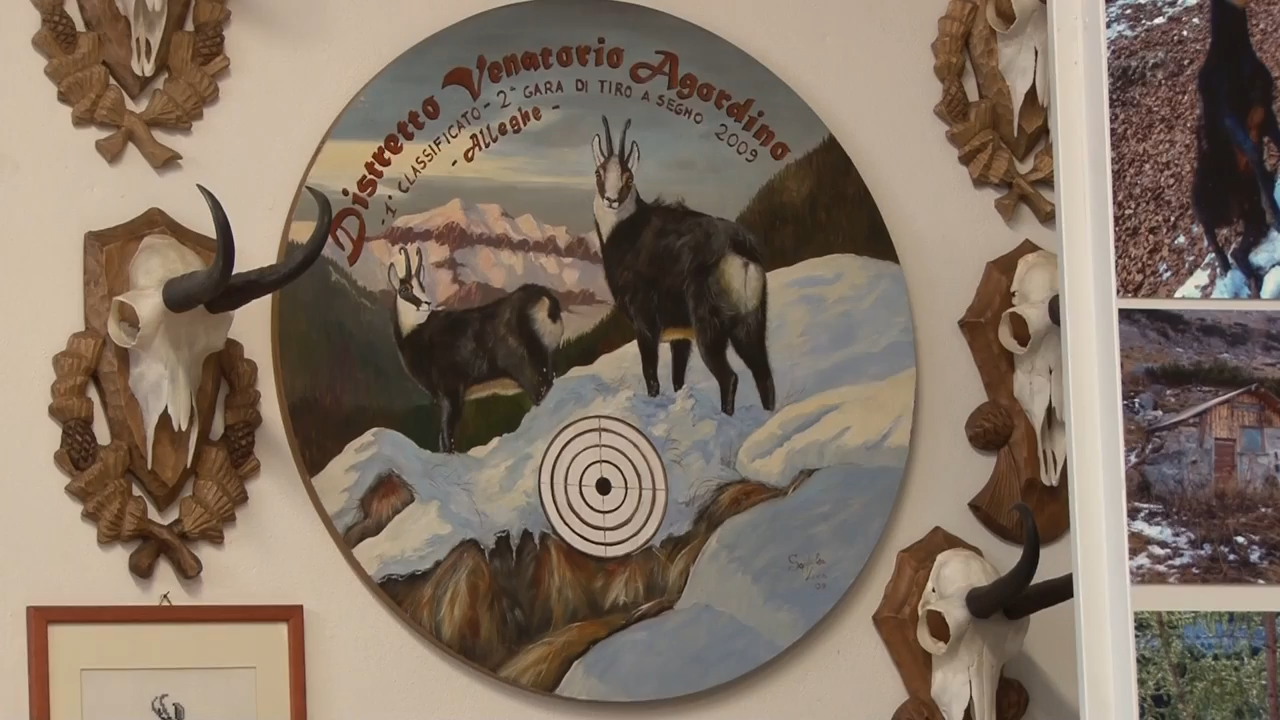 Distretto Venatorio Agordino
-1° CLASSIFICATO - 2ª GARA DI TIRO A SEGNO 2009
- Alleghe -